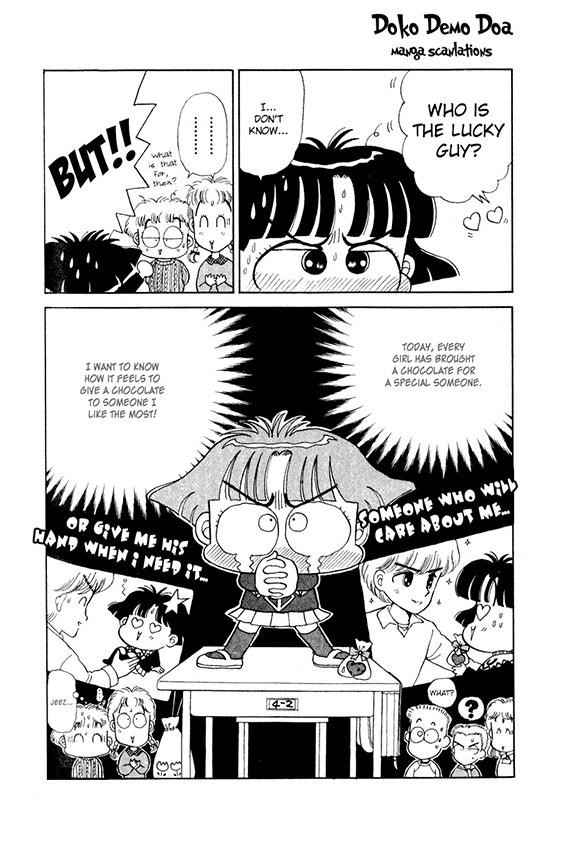 Doko Demo Doa
manga scanlations
WHO IS
THE LUCKY
GUY?
I...
DON'T
KNOW...
.......
What
is that
for,
then?
BUT!!
TODAY, EVERY
GIRL HAS BROUGHT
A CHOCOLATE FOR
A SPECIAL SOMEONE.
I WANT TO KNOW
HOW IT FEELS TO
GIVE A CHOCOLATE
TO SOMEONE I
LIKE THE MOST!
SOMEONE WHO WILL
CARE ABOUT ME...
OR GIVE ME HIS
HAND WHEN I NEED IT...
WHAT?
?
JEEZ...
4-2